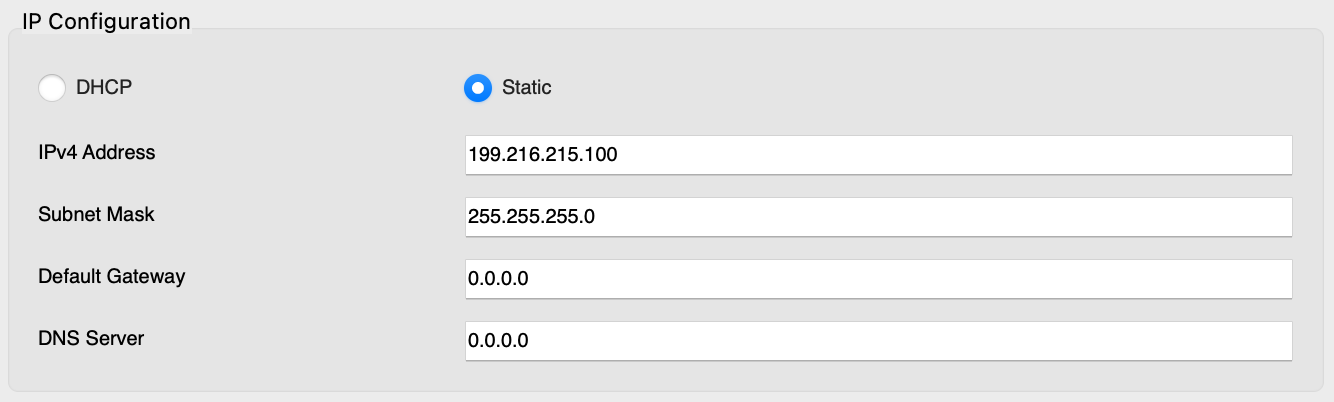 IP Configuration
DHCP Static
IPv4 Address 199.216.215.100
Subnet Mask 255.255.255.0
Default Gateway 0.0.0.0
DNS Server 0.0.0.0